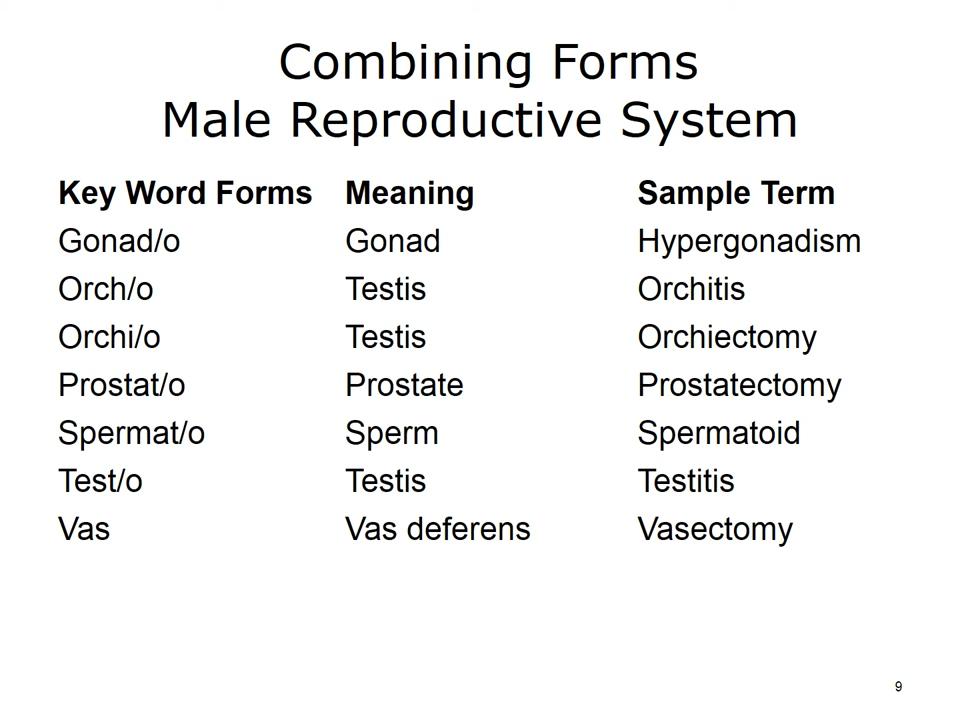 Combining Forms
Male Reproductive System
Key Word Forms Meaning Sample Term
Gonad/o Gonad Hypergonadism
Orch/o Testis Orchitis
Orchi/o Testis Orchiectomy
Prostat/o Prostate Prostatectomy
Spermat/o Sperm Spermatoid
Test/o Testis Testitis
Vas Vas deferens Vasectomy
9